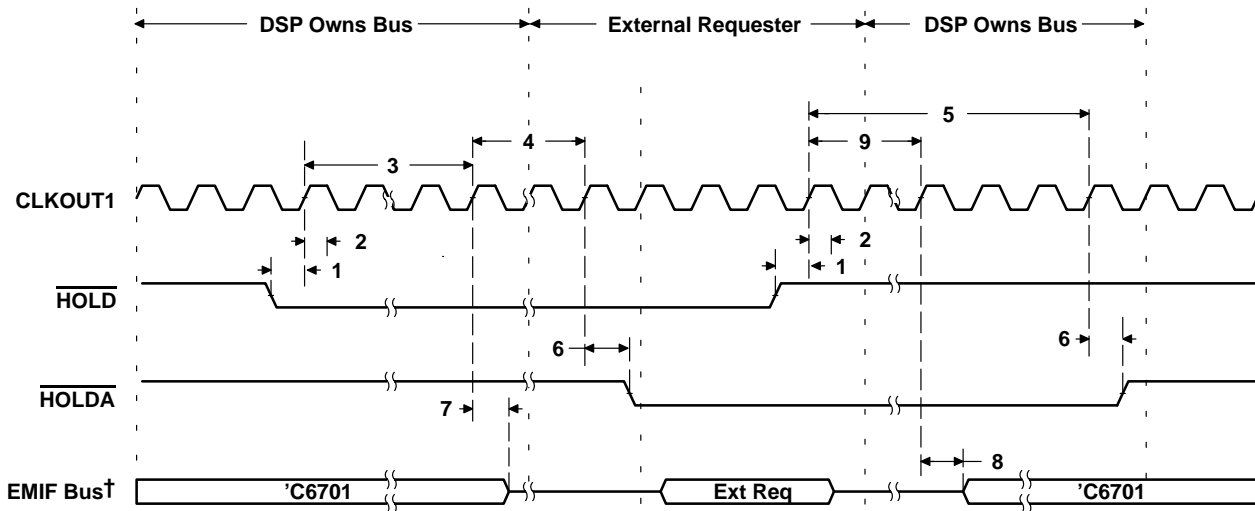 DSP Owns Bus External Requester DSP Owns Bus
5
4 9
3
CLKOUT1
2 2
1 1
HOLD
6 6
HOLDA
7
8
EMIF Bus† 'C6701 Ext Req 'C6701